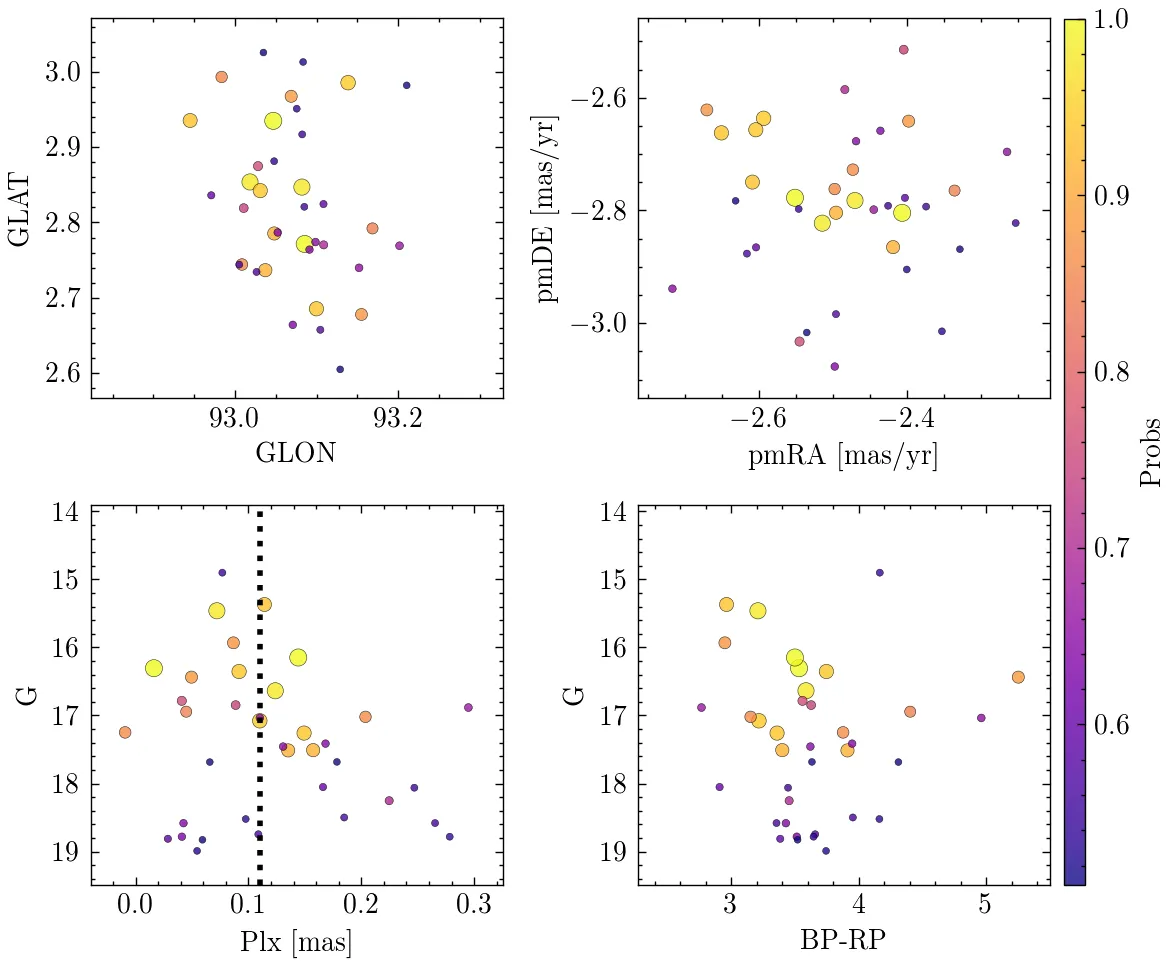 3.0
2.9
2.8
2.7
2.6
GLAT
93.0 93.2
GLON
−2.6
−2.8
−3.0
pmDE [mas/yr]
−2.6 −2.4
pmRA [mas/yr]
1.0
0.9
0.8
0.7
0.6
Probs
14
15
16
17
18
19
G
0.0 0.1 0.2 0.3
Plx [mas]
14
15
16
17
18
19
G
3 4 5
BP-RP